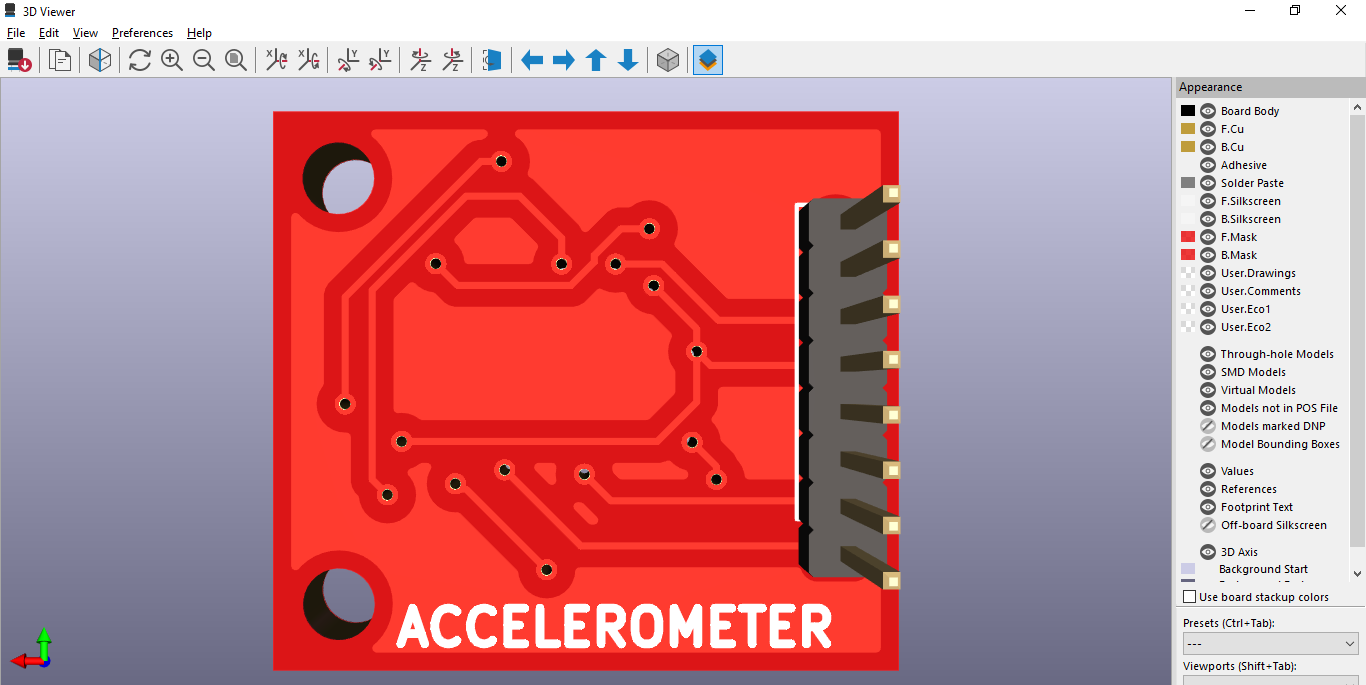 3D Viewer
File Edit View Preferences Help
Appearance
Board Body
F.Cu
B.Cu
Adhesive
Solder Paste
F.Silkscreen
B.Silkscreen
F.Mask
B.Mask
User.Drawings
User.Comments
User.Eco1
User.Eco2
Through-hole Models
SMD Models
Virtual Models
Models not in POS File
Models marked DNP
Model Bounding Boxes
Values
References
Footprint Text
Off-board Silkscreen
3D Axis
Background Start
Use board stackup colors
Presets (Ctrl+Tab):
---
Viewports (Shift+Tab):
ACCELEROMETER